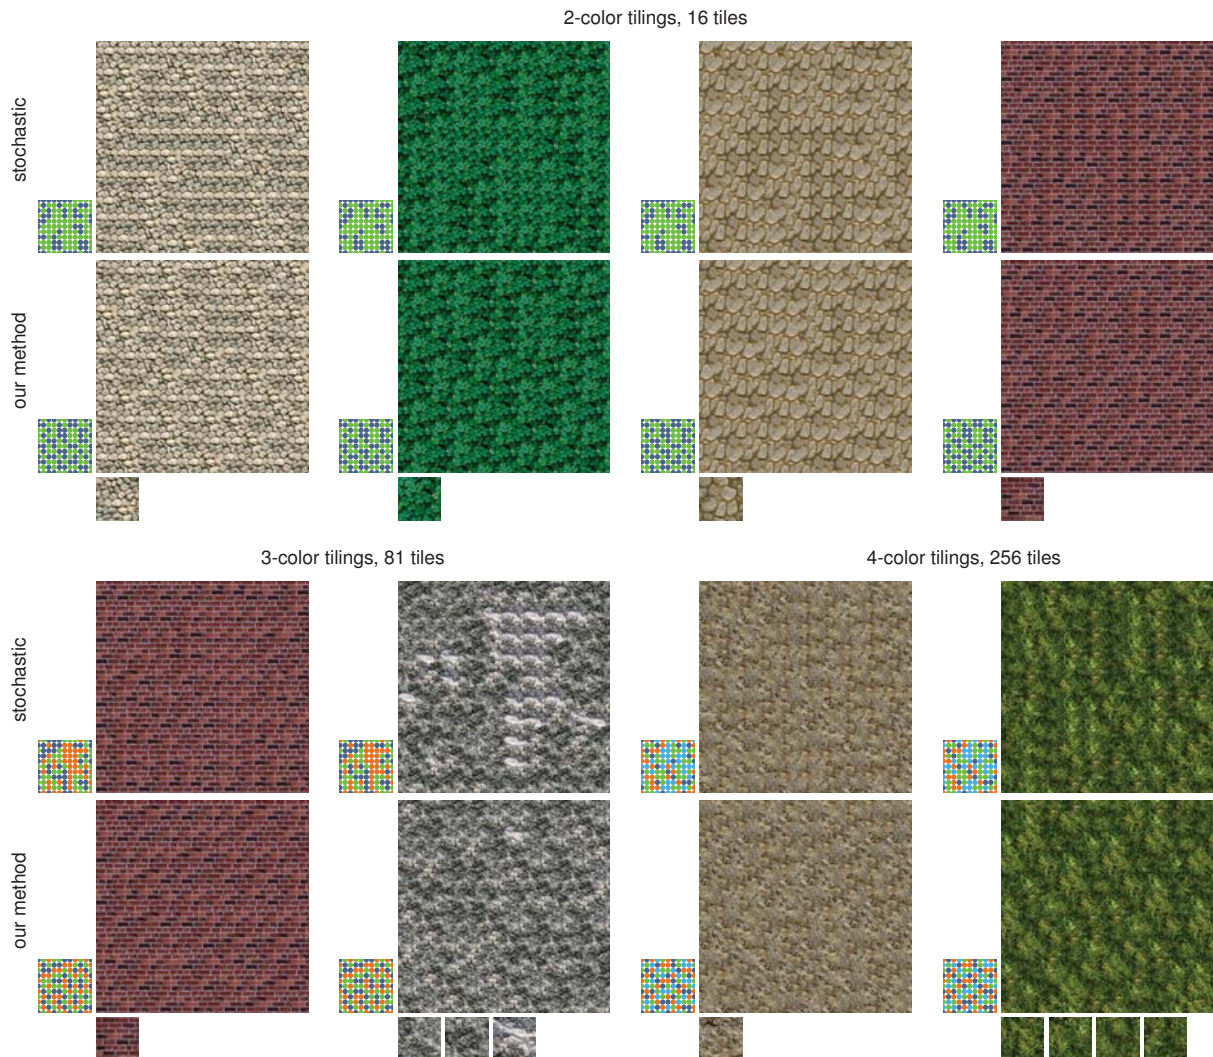 2-color tilings, 16 tiles
stochastic
our method
3-color tilings, 81 tiles
4-color tilings, 256 tiles
stochastic
our method